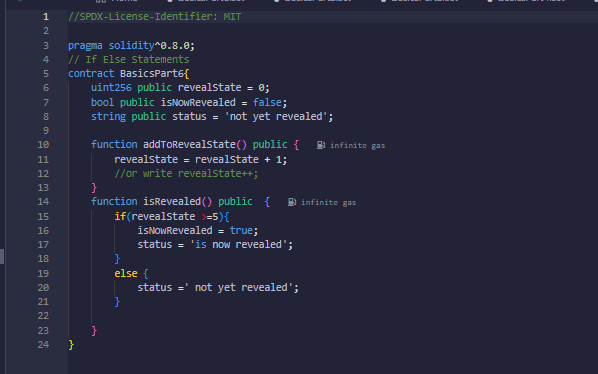 1 //SPDX-License-Identifier: MIT
2
3 pragma solidity^0.8.0;
4 // If Else Statements
5 contract BasicsPart6{
6 uint256 public revealState = 0;
7 bool public isNowRevealed = false;
8 string public status = 'not yet revealed';
9
10 function addToRevealState() public { infinite gas
11 revealState = revealState + 1;
12 //or write revealState++;
13 }
14 function isRevealed() public { infinite gas
15 if(revealState >=5){
16 isNowRevealed = true;
17 status = 'is now revealed';
18 }
19 else {
20 status =' not yet revealed';
21 }
22
23 }
24 }